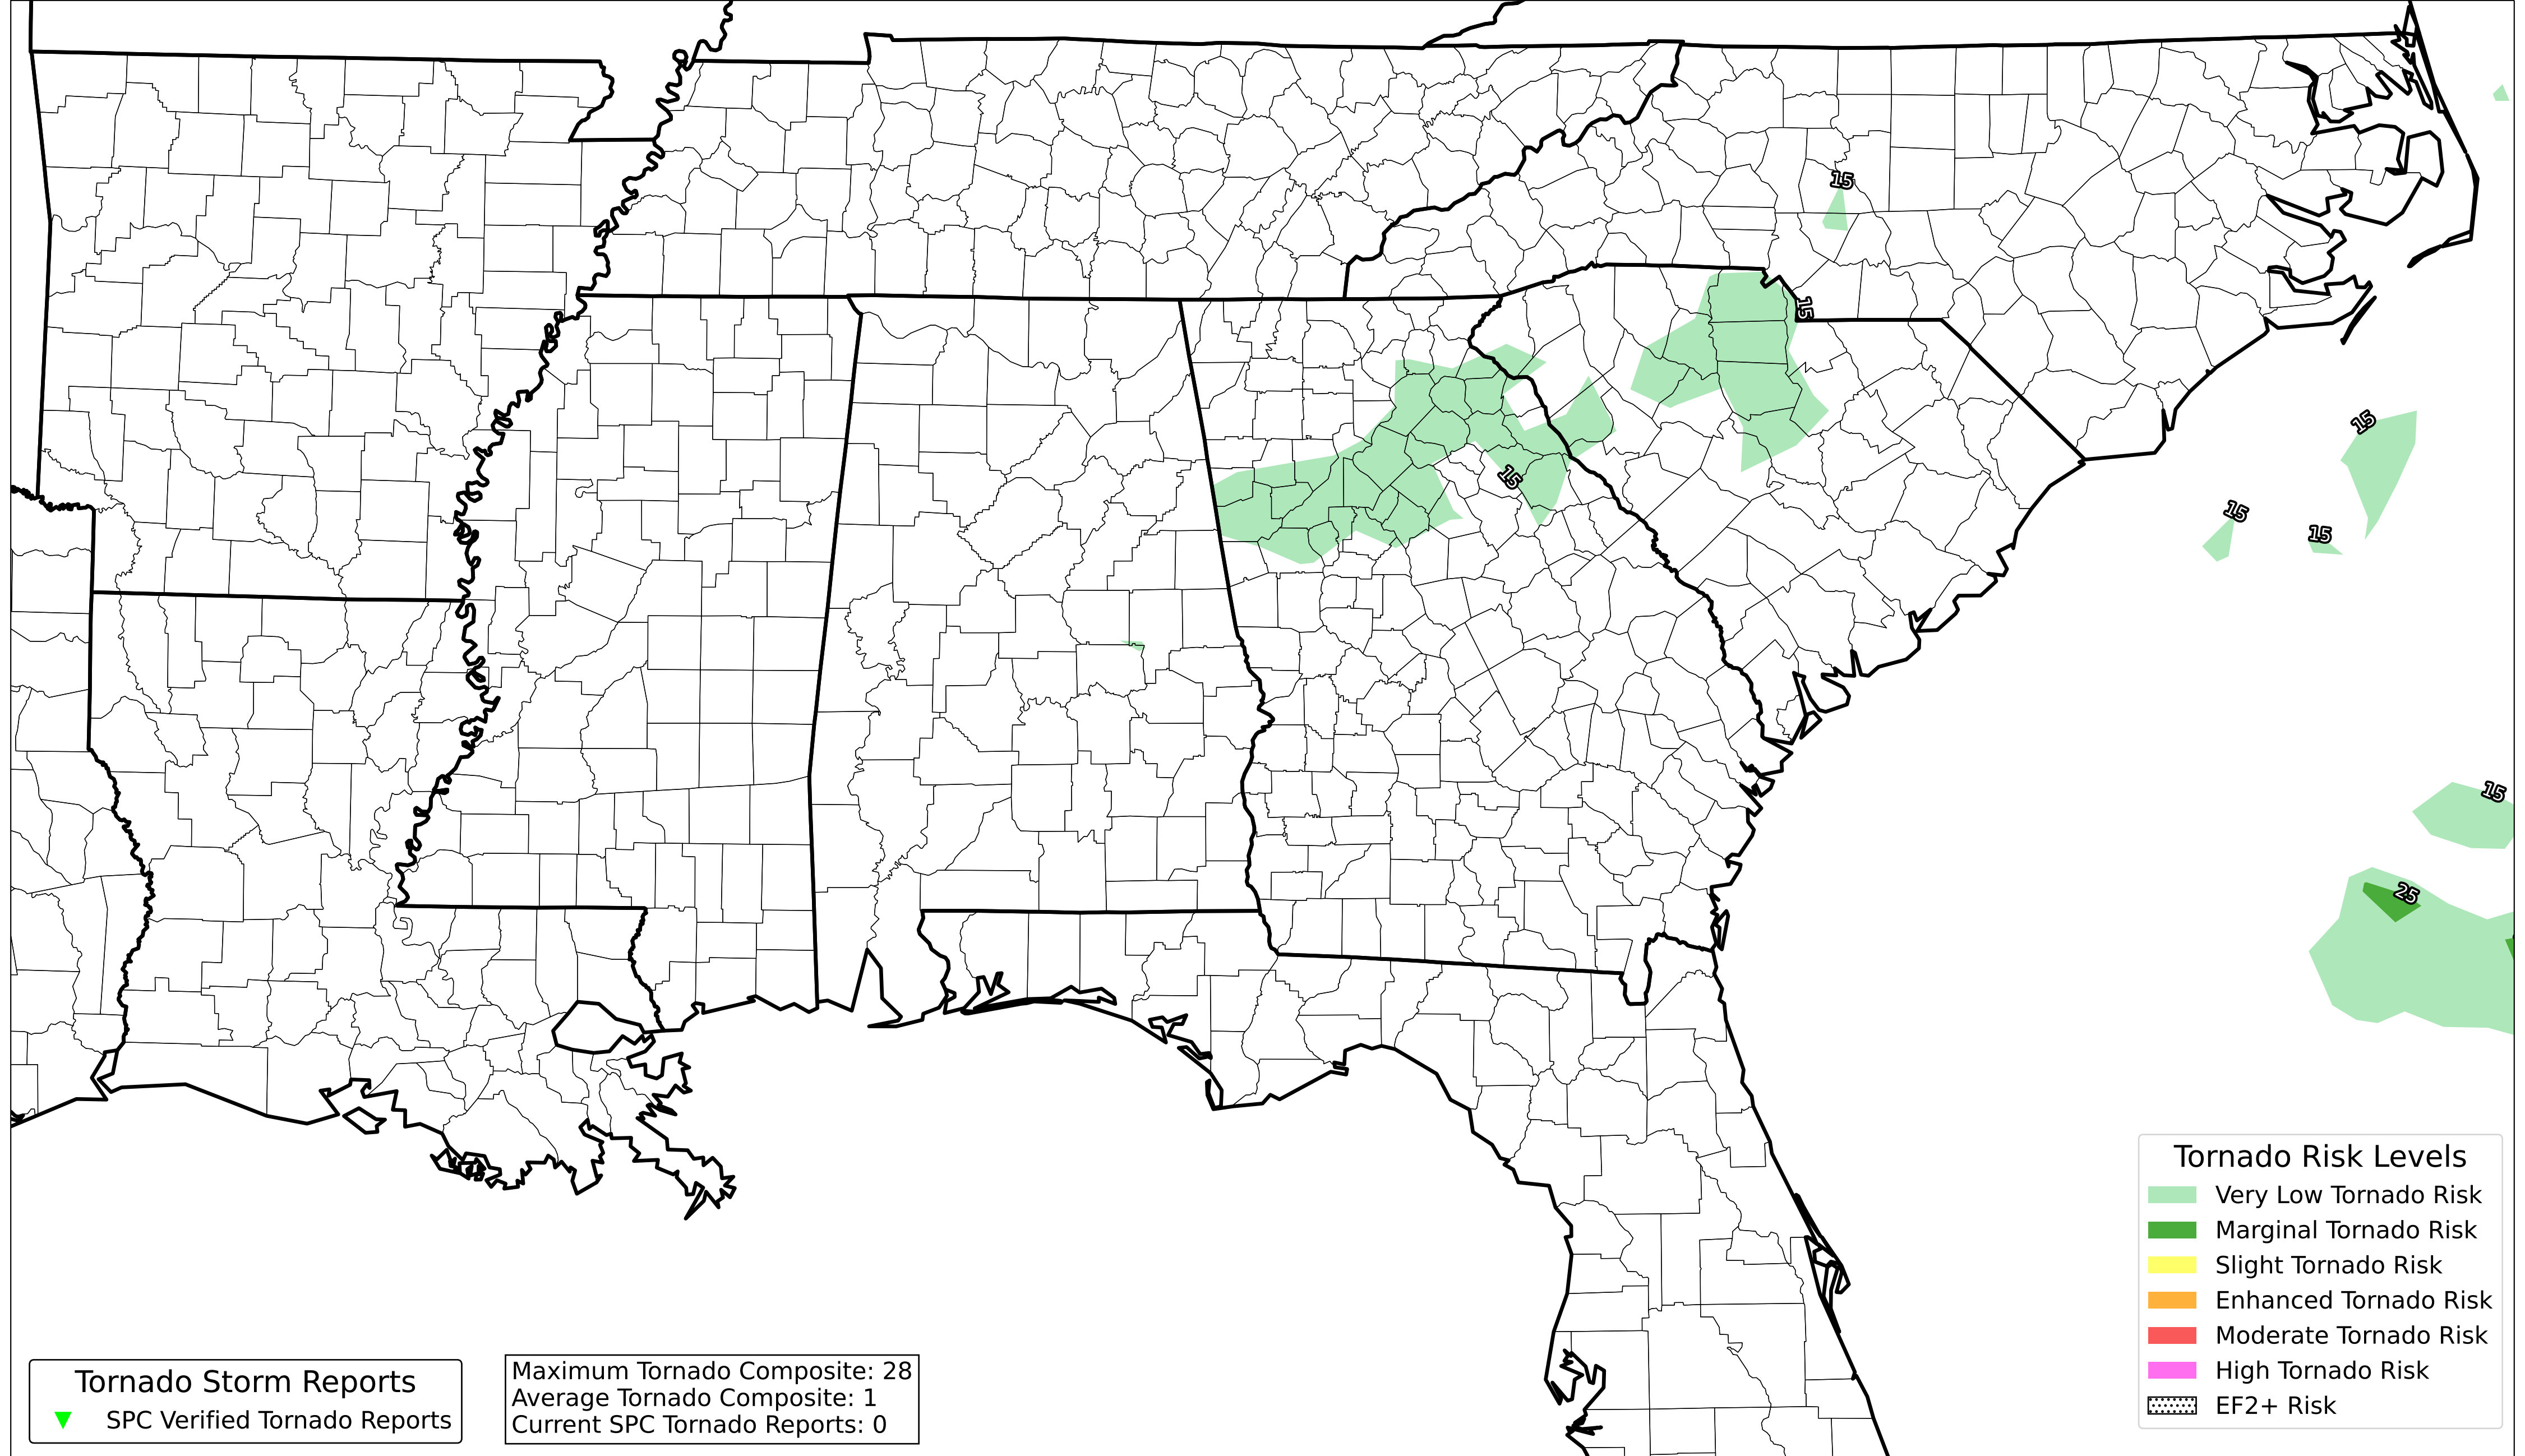 15
15
15
15
15
15
15
25
Tornado Risk Levels
Very Low Tornado Risk
Marginal Tornado Risk
Slight Tornado Risk
Enhanced Tornado Risk
Moderate Tornado Risk
High Tornado Risk
EF2+ Risk
Tornado Storm Reports
SPC Verified Tornado Reports
Maximum Tornado Composite: 28
Average Tornado Composite: 1
Current SPC Tornado Reports: 0